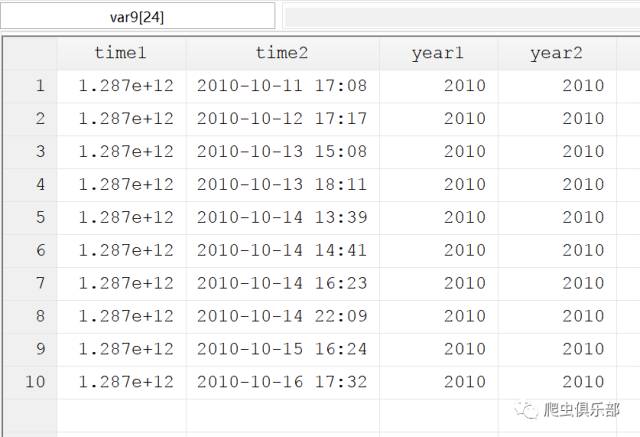 var9[24]
time1 time2 year1 year2
1 1.287e+12 2010-10-11 17:08 2010 2010
2 1.287e+12 2010-10-12 17:17 2010 2010
3 1.287e+12 2010-10-13 15:08 2010 2010
4 1.287e+12 2010-10-13 18:11 2010 2010
5 1.287e+12 2010-10-14 13:39 2010 2010
6 1.287e+12 2010-10-14 14:41 2010 2010
7 1.287e+12 2010-10-14 16:23 2010 2010
8 1.287e+12 2010-10-14 22:09 2010 2010
9 1.287e+12 2010-10-15 16:24 2010 2010
10 1.287e+12 2010-10-16 17:32 2010 2010
爬虫俱乐部